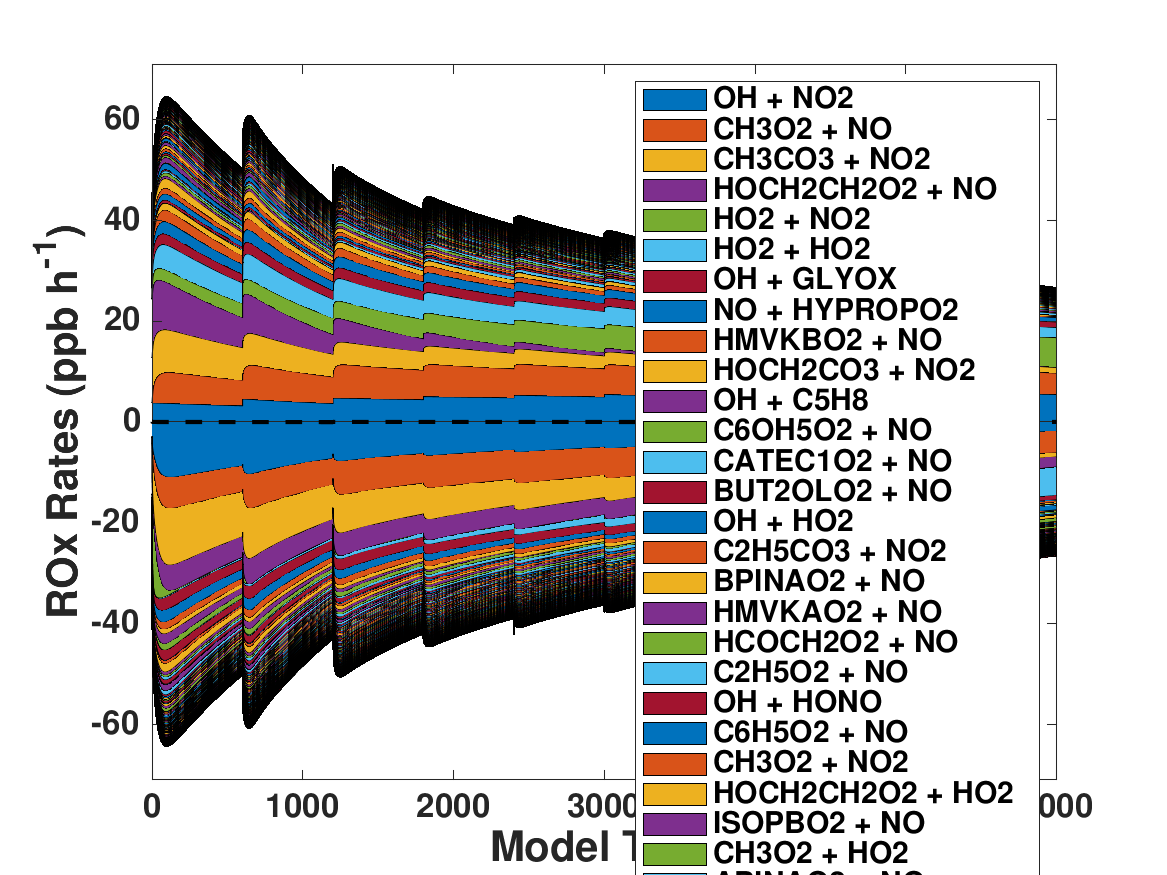 ROx Rates (ppb h-1)
60
40
20
0
-20
-40
-60
0
1000
2000
3000
000
Model T
OH + NO2
CH3O2 + NO
CH3CO3 + NO2
HOCH2CH2O2 + NO
HO2 + NO2
HO2 + HO2
OH + GLYOX
NO + HYPROPO2
HMVKBO2 + NO
HOCH2CO3 + NO2
OH + C5H8
C6OH5O2 + NO
CATEC1O2 + NO
BUT2OLO2 + NO
OH + HO2
C2H5CO3 + NO2
BPINAO2 + NO
HMVKAO2 + NO
HCOCH2O2 + NO
C2H5O2 + NO
OH + HONO
C6H5O2 + NO
CH3O2 + NO2
HOCH2CH2O2 + HO2
ISOPBO2 + NO
CH3O2 + HO2